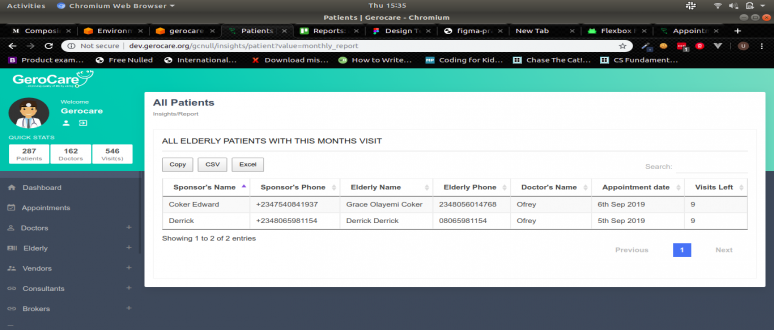 Activities Chromium Web Browser Thu 15:35
Patients | Gerocare - Chromium
Composi Environm gerocare Patients Reports: Design T Figma-pr New Tab Flexbox Appointm
Not secure | dev.gerocare.org/gcnull/insights/patient?value=monthly_report
Product exam... Free Nulled International... Download mis... How to Write... Coding for Kid... Chase The Cat!... CS Fundament...
GeroCare
Welcome
Gerocare
QUICK STATS
287 162 546
Patients Doctors Visit(s)
Dashboard
Appointments
Doctors +
Elderly +
Vendors +
Consultants +
Brokers +
All Patients
Insights/Report
ALL ELDERLY PATIENTS WITH THIS MONTHS VISIT
Copy CSV Excel Search:
Sponsor's Name Sponsor's Phone Elderly Name Elderly Phone Doctor's Name Appointment date Visits Left
Coker Edward +2347540841937 Grace Olayemi Coker 2348056014768 Ofrey 6th Sep 2019 9
Derrick +2348065981154 Derrick Derrick 08065981154 Ofrey 5th Sep 2019 9
Showing 1 to 2 of 2 entries
Previous 1 Next